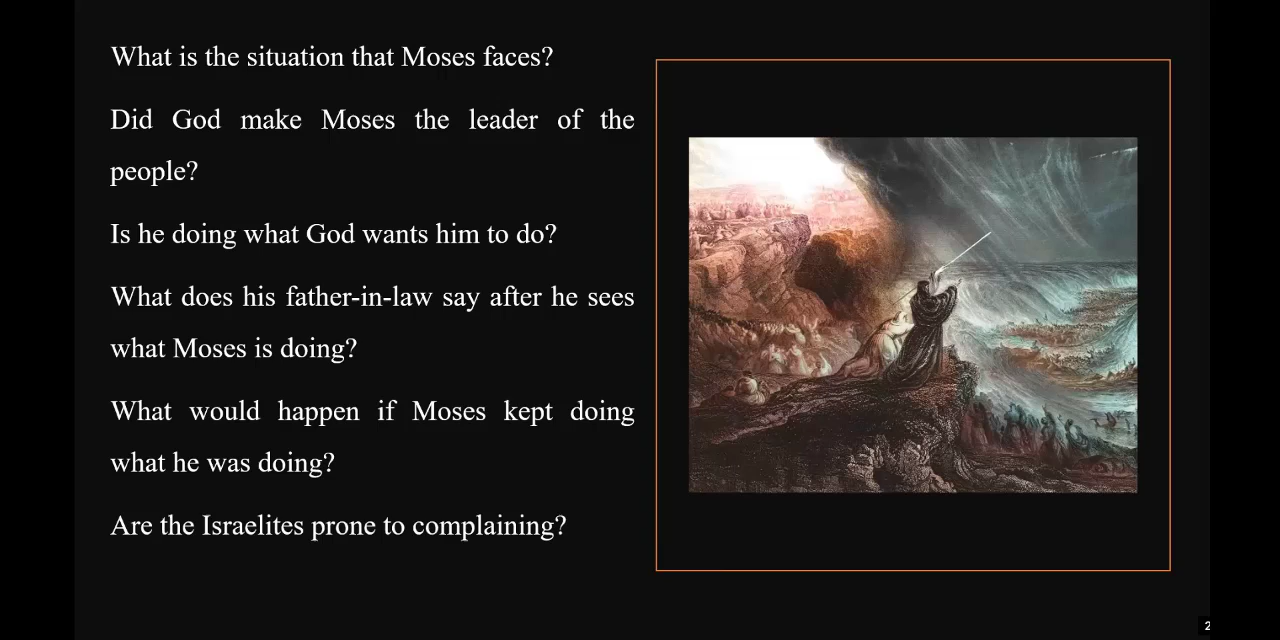 What is the situation that Moses faces?
Did God make Moses the leader of the
people?
Is he doing what God wants him to do?
What does his father-in-law say after he sees
what Moses is doing?
What would happen if Moses kept doing
what he was doing?
Are the Israelites prone to complaining?
2